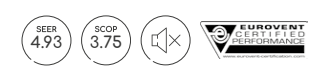 SEER
4.93
SCOP
3.75
EUROVENT
CERTIFIED
PERFORMANCE
www.eurovent-certification.com